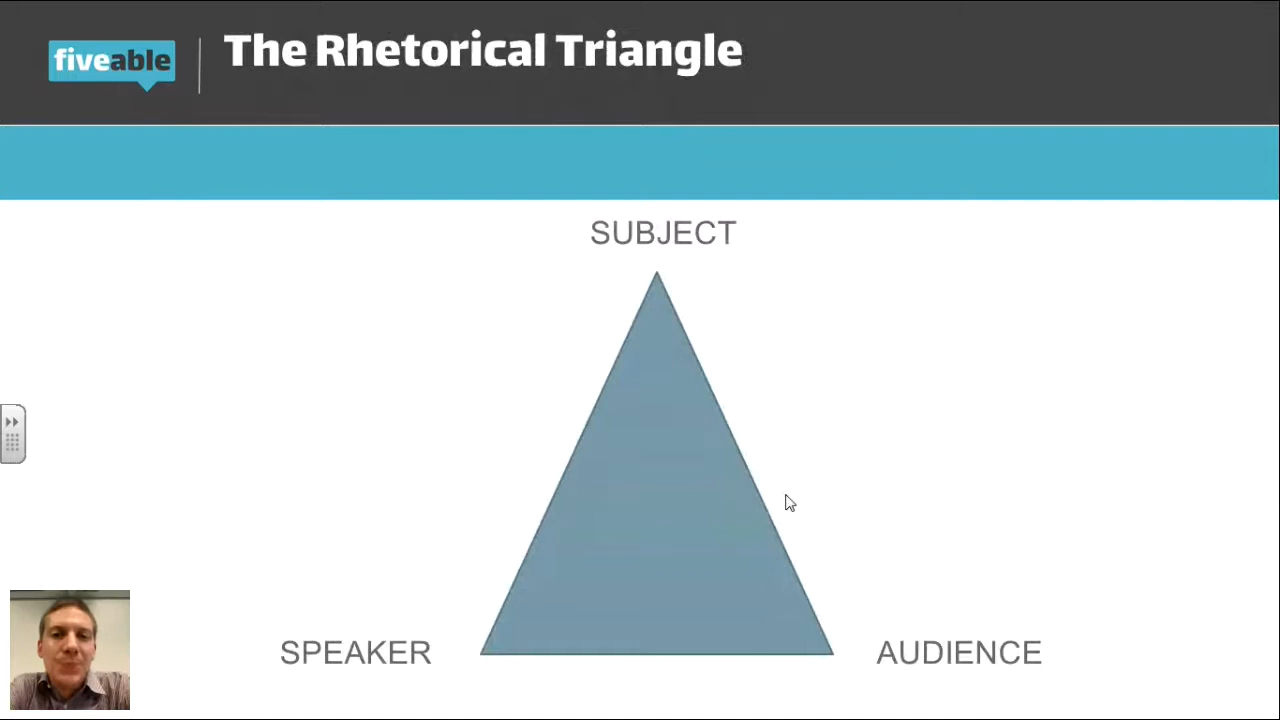 fiveable
The Rhetorical Triangle
SUBJECT
SPEAKER
AUDIENCE